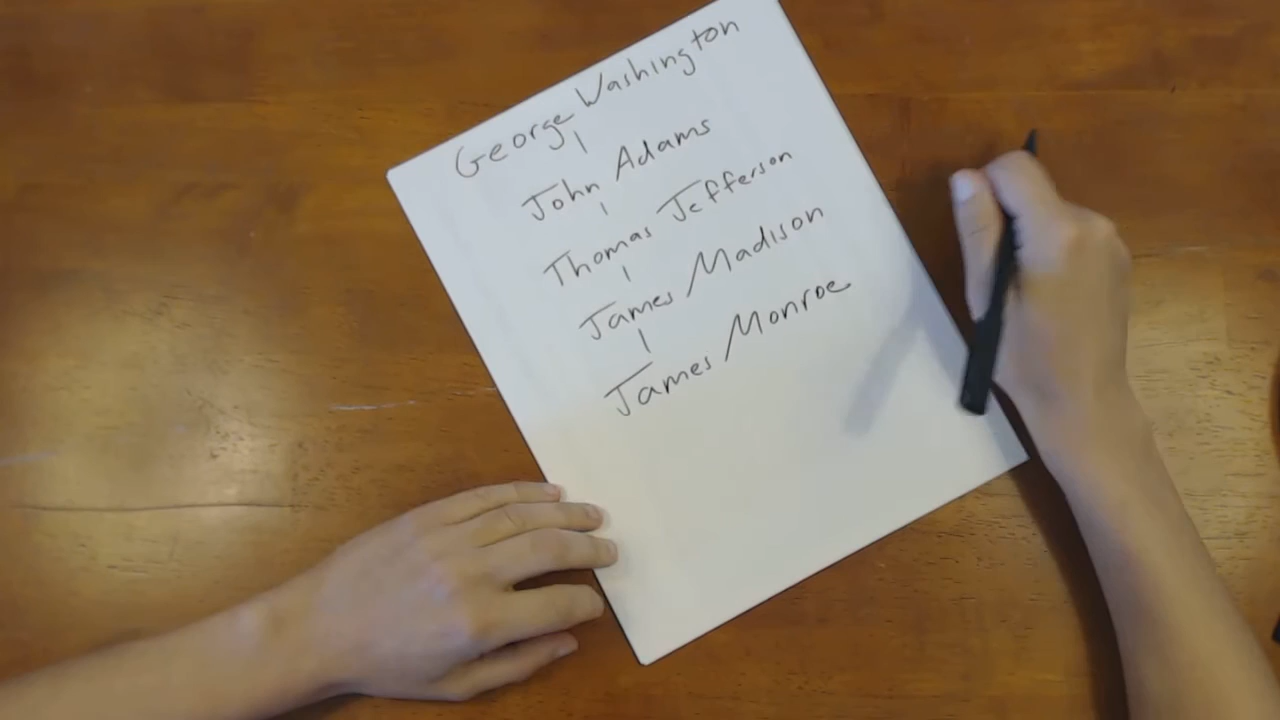 George Washington
John Adams
Thomas Jefferson
James Madison
James Monroe